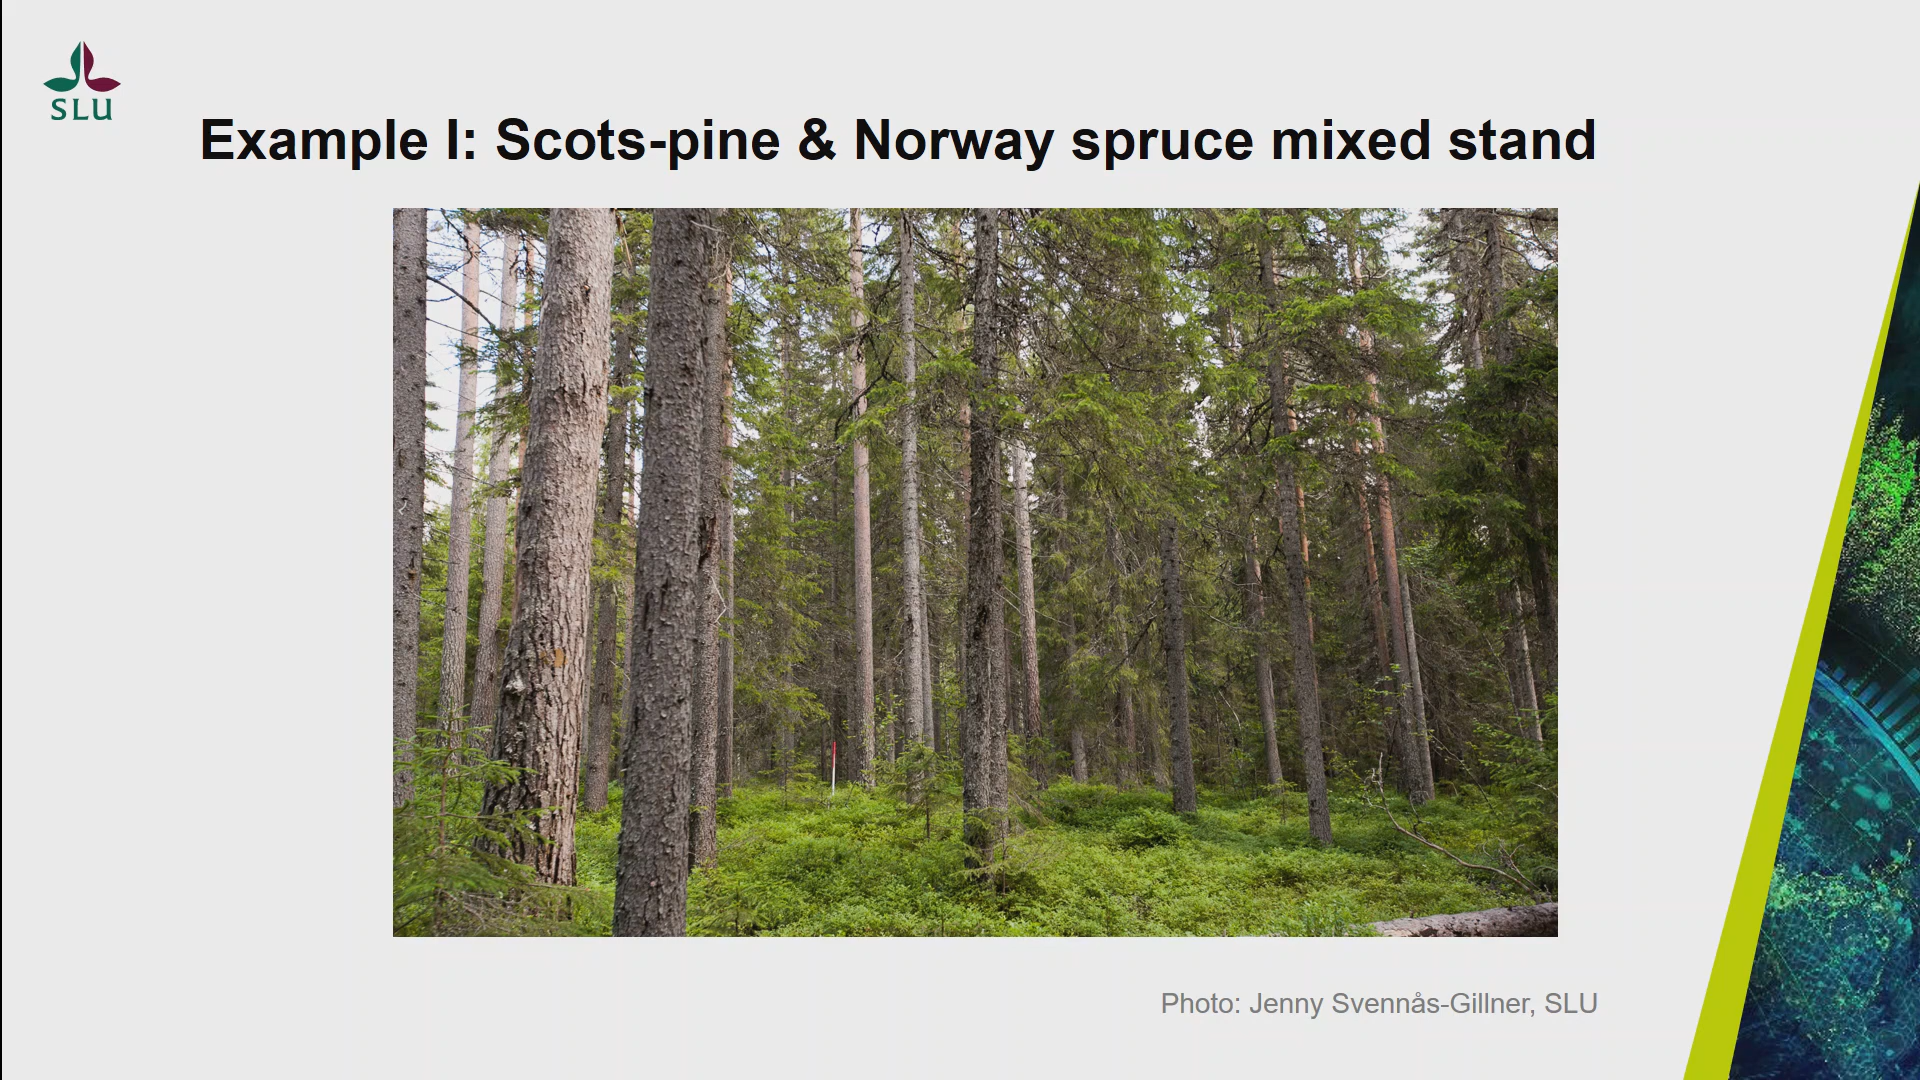 SLU
Example I: Scots-pine & Norway spruce mixed stand
Photo: Jenny Svennås-Gillner, SLU